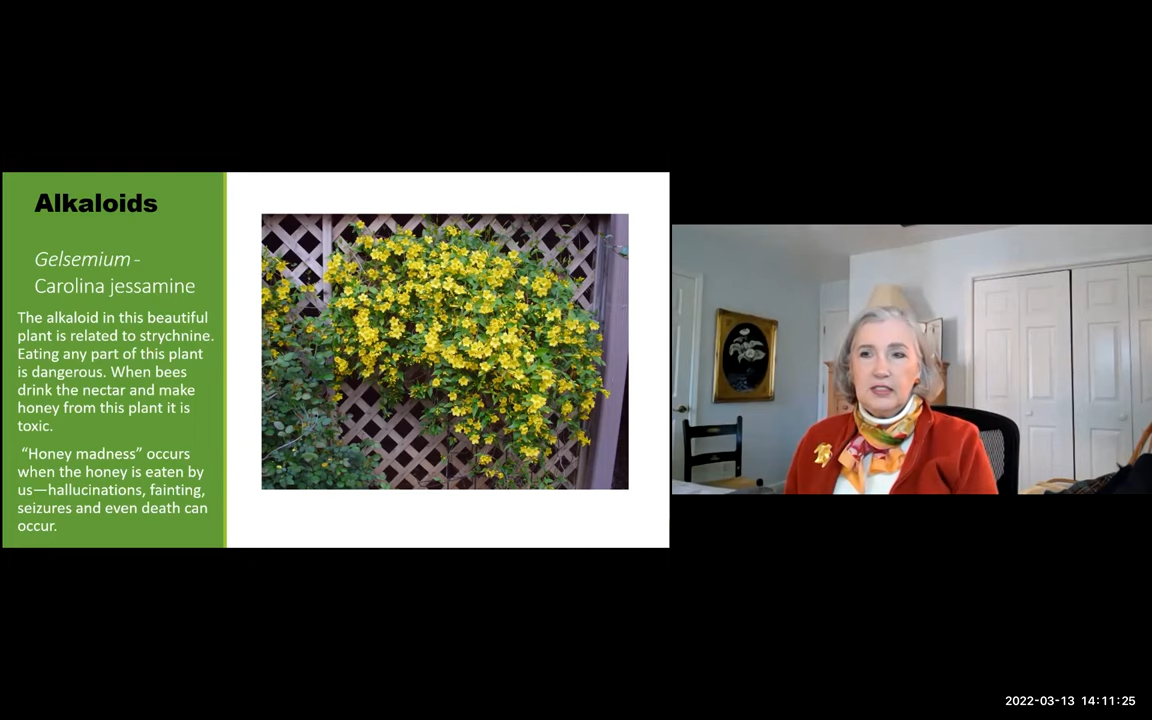 Alkaloids
Gelsemium -
Carolina jessamine
The alkaloid in this beautiful
plant is related to strychnine.
Eating any part of this plant
is dangerous. When bees
drink the nectar and make
honey from this plant it is
toxic.
“Honey madness” occurs
when the honey is eaten by
us—hallucinations, fainting,
seizures and even death can
occur.
2022-03-13 14:11:25